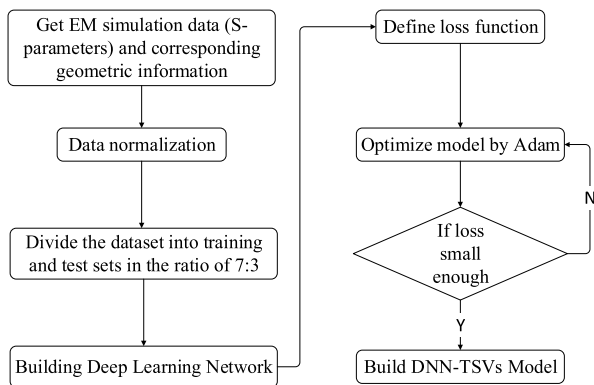 Get EM simulation data (S-
parameters) and corresponding
geometric information
Data normalization
Divide the dataset into training
and test sets in the ratio of 7:3
Building Deep Learning Network
Define loss function
Optimize model by Adam
If loss
small
enough
N
Y
Build DNN-TSVs Model